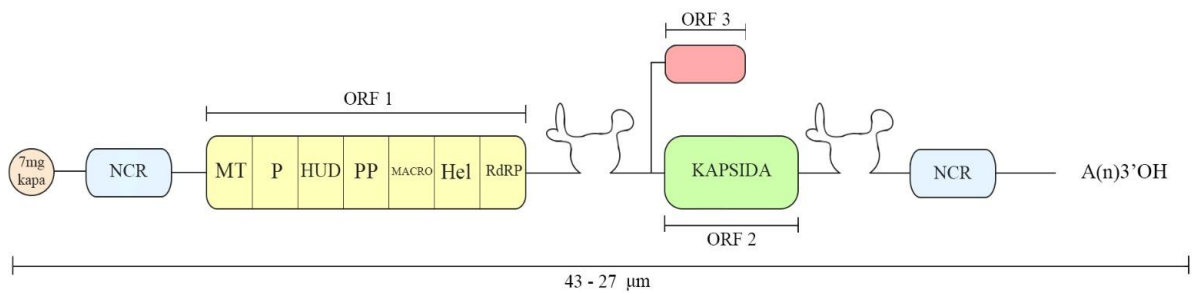 ORF 3
ORF 1
7mg
kapa
NCR
MT
P
HUD
PP
MACRO
Hel
RdRP
KAPSIDA
NCR
A(n)3'OH
ORF 2
43 - 27 μm